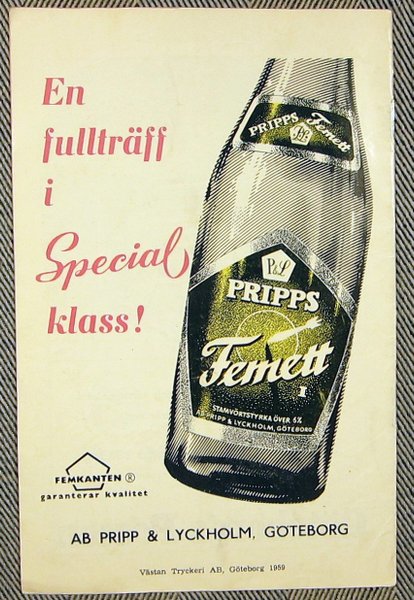 En
fullträff
i
Special
klass!
PRIPPS Femett
P&L
P&L
PRIPPS
Femett
I
STAMVÖRTSTYRKA ÖVER 6%
AB PRIPP & LYCKHOLM, GÖTEBORG
FEMKANTEN ®
garanterar kvalitet
AB PRIPP & LYCKHOLM, GÖTEBORG
Västan Tryckeri AB, Göteborg 1959